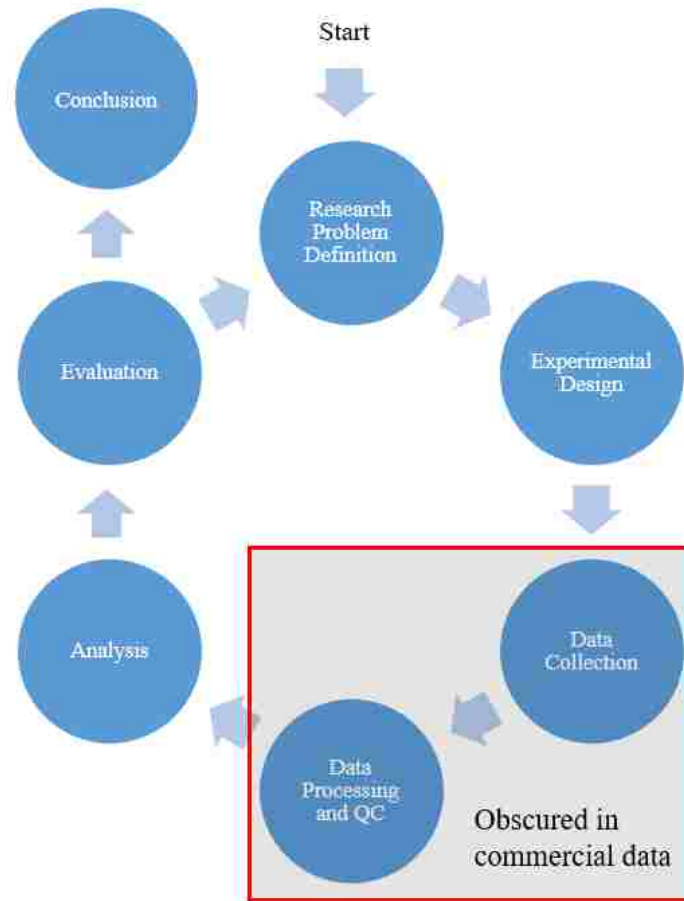 Start
Conclusion
Research
Problem
Definition
Evaluation
Experimental
Design
Analysis
Data
Collection
Data
Processing
and QC
Obscured in
commercial data